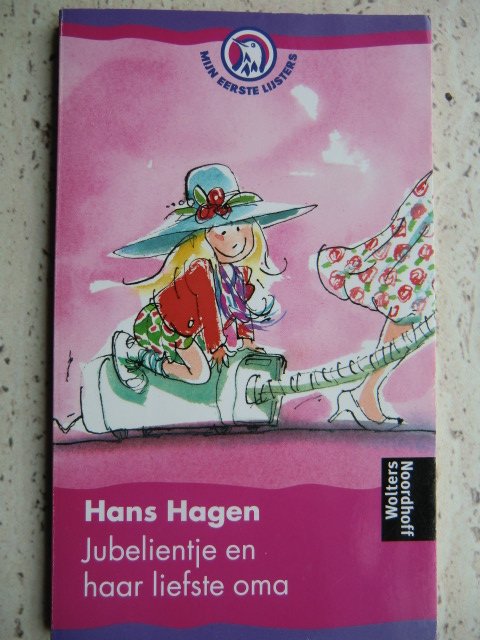 MIJN EERSTE LIJSTERS
Wolters
Noordhoff
Hans Hagen
Jubelientje en
haar liefste oma